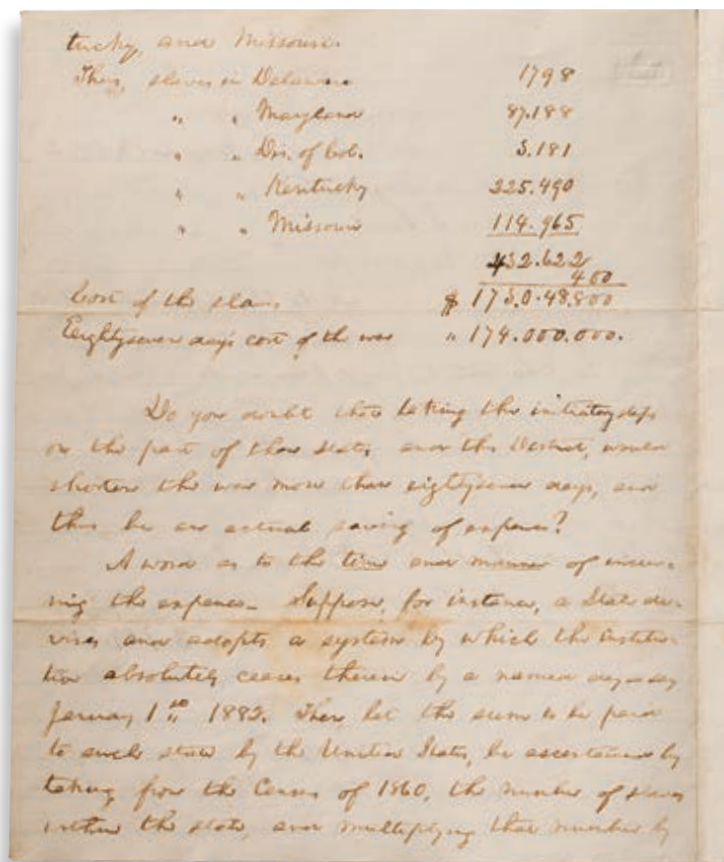 tucky, and Missouri.
Thus, slaves in Delaware 1798
" " Maryland 87.188
" " Dis. of Col. 3.181
" " Kentucky 225.490
" " Missouri 114.965
432.622
400
Cost of the slaves. $ 173.048.800
Eightyseven days cost of the war " 174.000.000.
Do you doubt that taking the initiatory steps
on the part of those states and this District, would
shorten the war more than eightyseven days, and
thus be an actual saving of expense?
A word as to the time and manner of incur-
ring the expence. Suppose, for instance, a State de-
vises and adopts a system by which the institu-
tion absolutely ceases therein by a named day—say
January 1st 1882. Then, let the sum to be paid
to such state by the United States, be ascertained by
taking from the Census of 1860, the number of slaves
within the state, and multiplying that number by